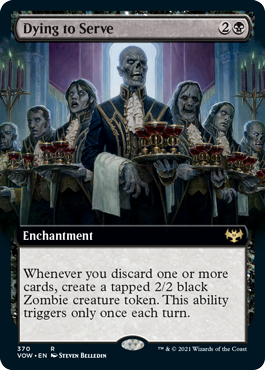 Dying to Serve 2
Enchantment
Whenever you discard one or more
cards, create a tapped 2/2 black
Zombie creature token. This ability
triggers only once each turn.
370 R
VOW • EN Steven Belledin
™ & © 2021 Wizards of the Coast